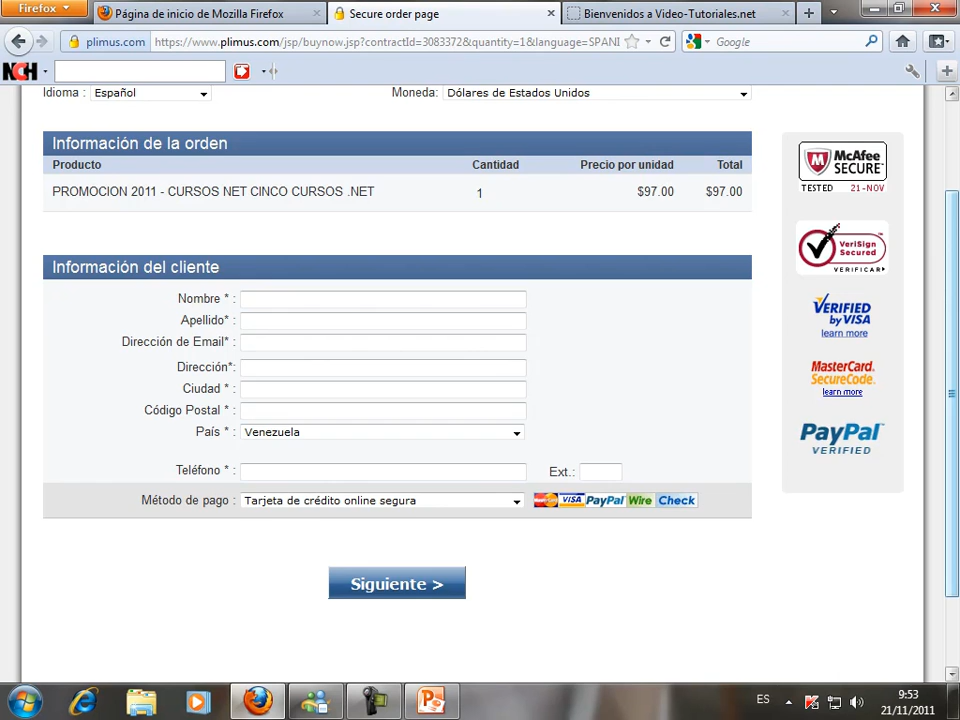 Firefox
Página de inicio de Mozilla Firefox
Secure order page
Bienvenidos a Video-Tutoriales.net
plimus.com
https://www.plimus.com/jsp/buynow.jsp?contractId=3083372&quantity=1&language=SPANI
Google
NCH
Idioma : Español
Moneda: Dólares de Estados Unidos
Información de la orden
Producto Cantidad Precio por unidad Total
PROMOCION 2011 - CURSOS NET CINCO CURSOS .NET 1 $97.00 $97.00
Información del cliente
Nombre * :
Apellido* :
Dirección de Email* :
Dirección*:
Ciudad * :
Código Postal * :
País * : Venezuela
Teléfono * : Ext.:
Método de pago : Tarjeta de crédito online segura VISA PayPal Wire Check
Siguiente >
McAfee
SECURE™
TESTED 21-NOV
VeriSign
Secured
VERIFICAR
VERIFIED
by VISA
learn more
MasterCard.
SecureCode.
learn more
PayPal
VERIFIED
ES
9:53
21/11/2011